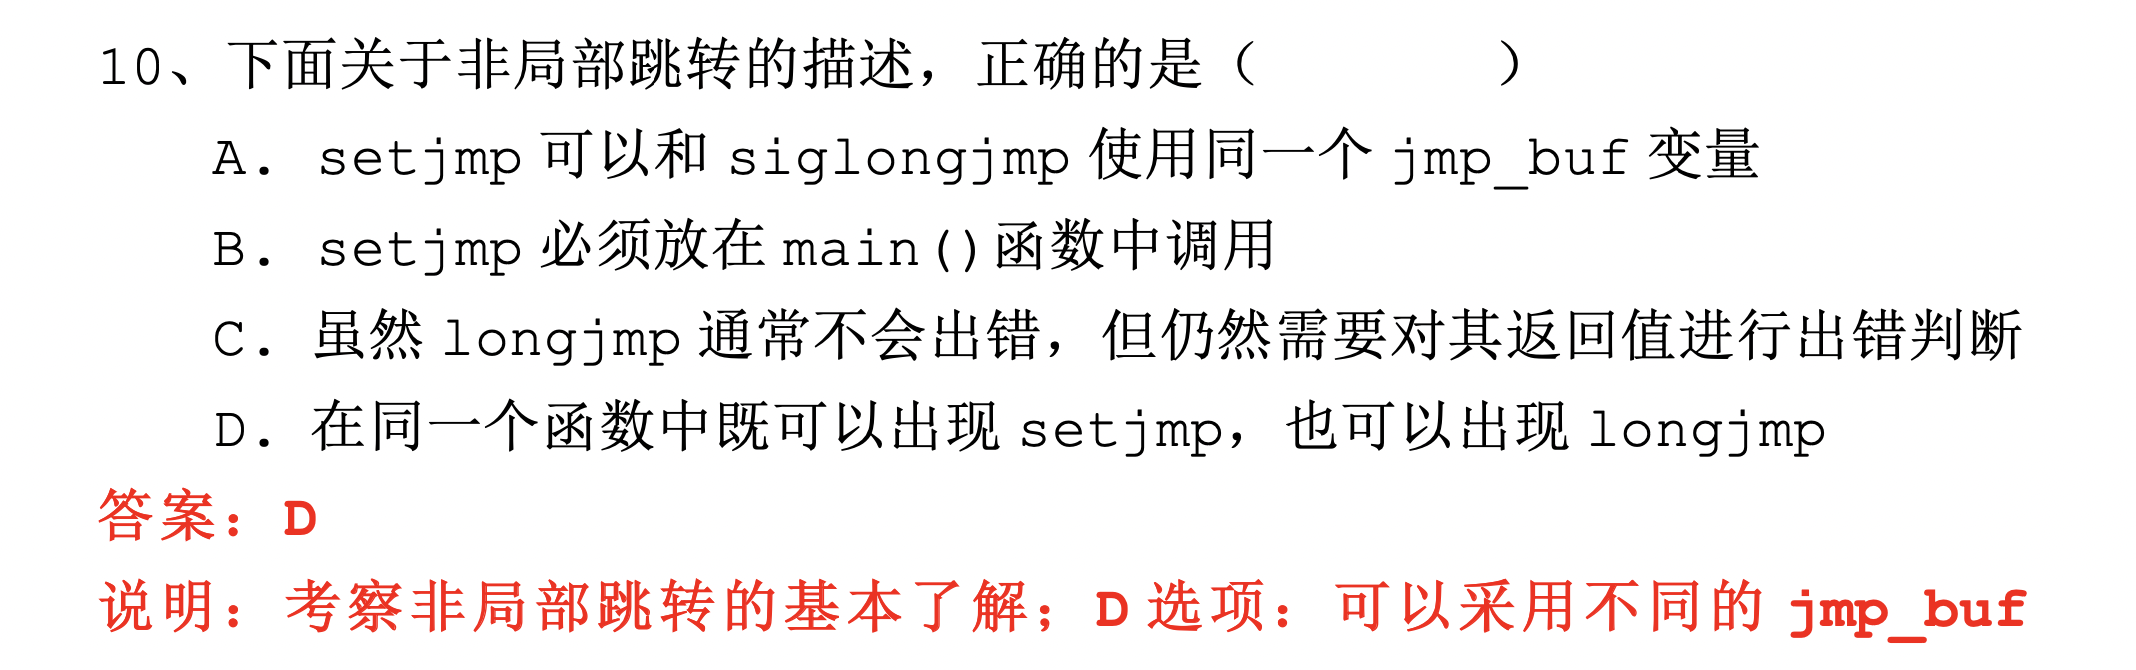 10、下面关于非局部跳转的描述，正确的是（        ）
A. setjmp 可以和 siglongjmp 使用同一个 jmp_buf 变量
B. setjmp 必须放在 main()函数中调用
C. 虽然 longjmp 通常不会出错，但仍然需要对其返回值进行出错判断
D. 在同一个函数中既可以出现 setjmp，也可以出现 longjmp
答案：D
说明：考察非局部跳转的基本了解；D 选项：可以采用不同的 jmp_buf